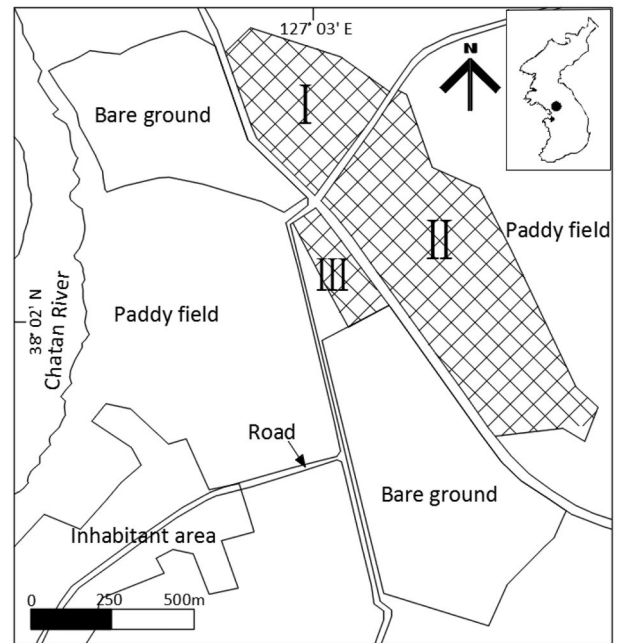 127° 03' E
N
Bare ground
I
II
Paddy field
III
38° 02' N
Chatan River
Paddy field
Road
Bare ground
Inhabitant area
0 250 500m